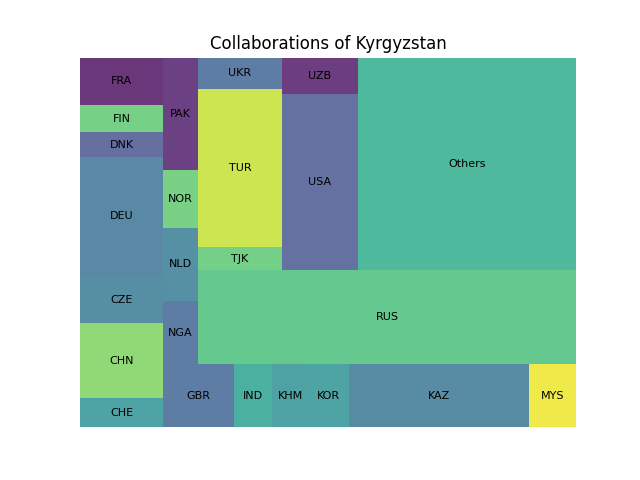 Collaborations of Kyrgyzstan
FRA
FIN
DNK
DEU
CZE
CHN
CHE
PAK
NOR
NLD
NGA
GBR
UKR
TUR
TJK
UZB
USA
Others
RUS
IND
KHM
KOR
KAZ
MYS